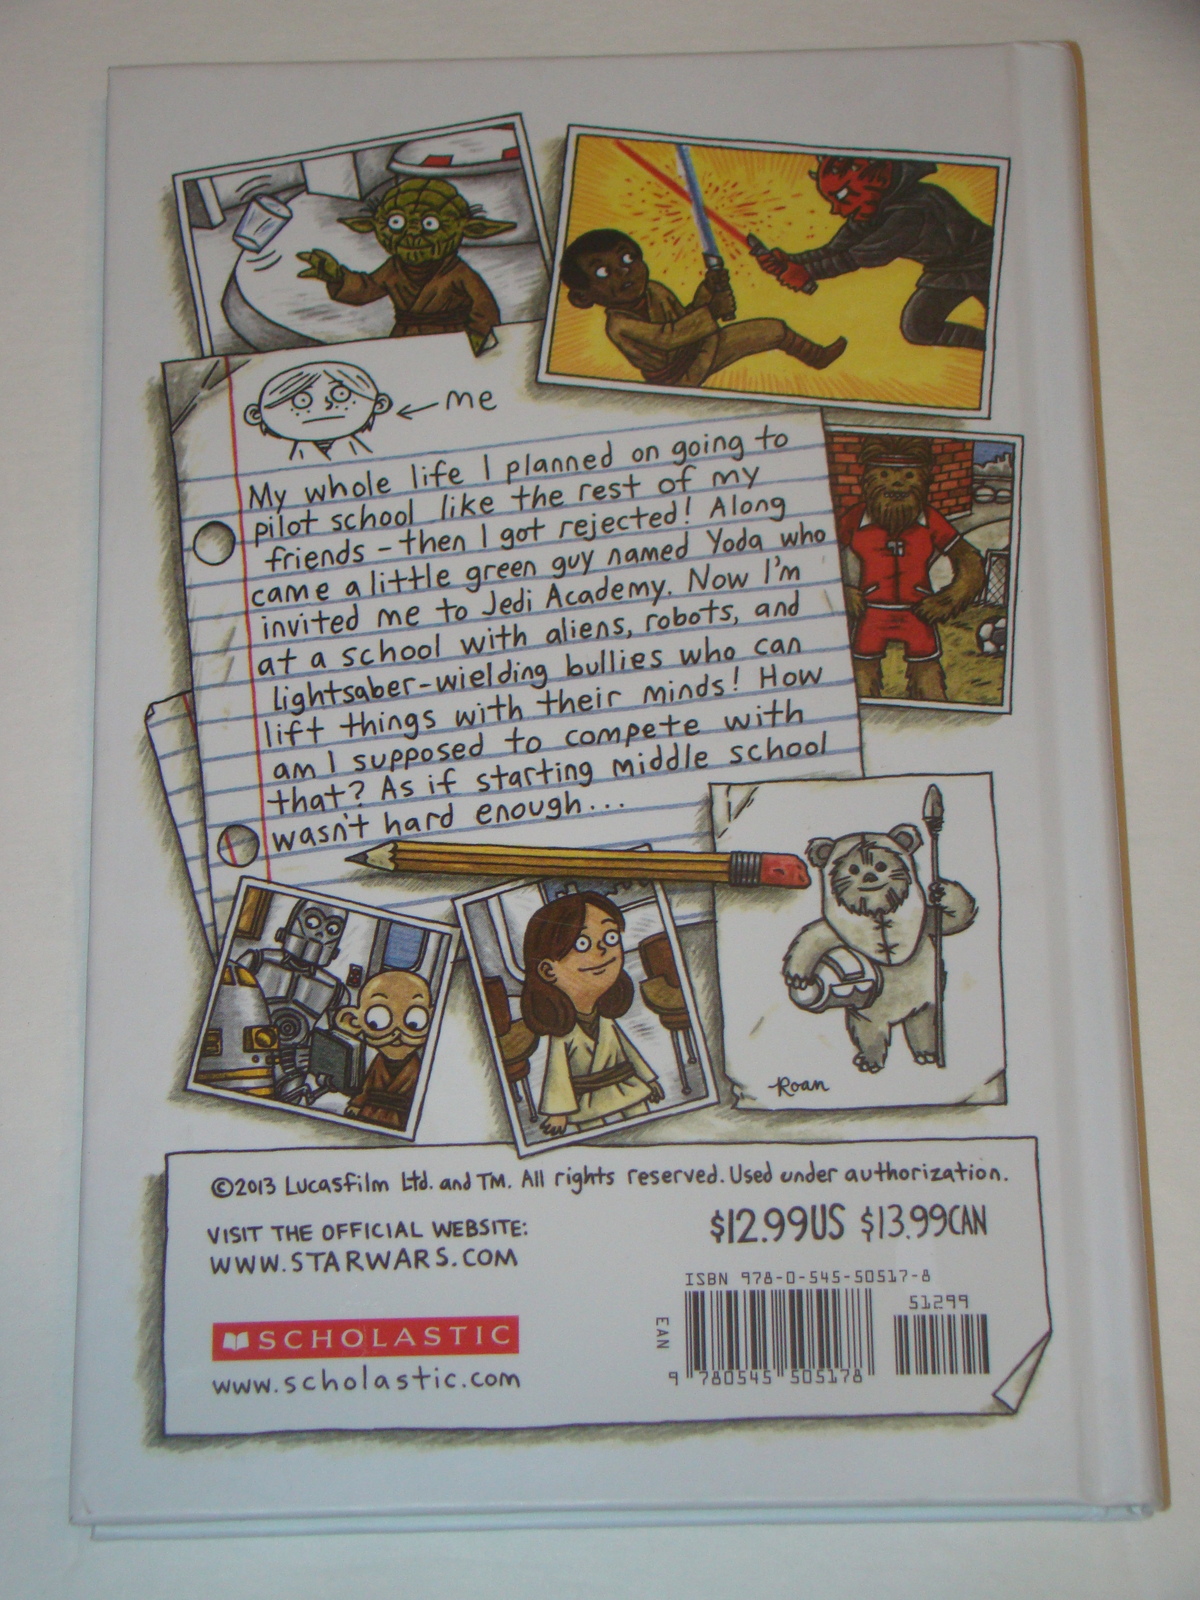 me
My whole life I planned on going to
pilot school like the rest of my
friends - then I got rejected! Along
came a little green guy named Yoda who
invited me to Jedi Academy. Now I'm
at a school with aliens, robots, and
lightsaber-wielding bullies who can
lift things with their minds! How
am I supposed to compete with
that? As if starting middle school
wasn't hard enough...
Roan
©2013 Lucasfilm Ltd. and TM. All rights reserved. Used under authorization.
VISIT THE OFFICIAL WEBSITE:
WWW.STARWARS.COM
$12.99US $13.99CAN
ISBN 978-0-545-50517-8
51299
EAN
9 780545 505178
SCHOLASTIC
www.scholastic.com